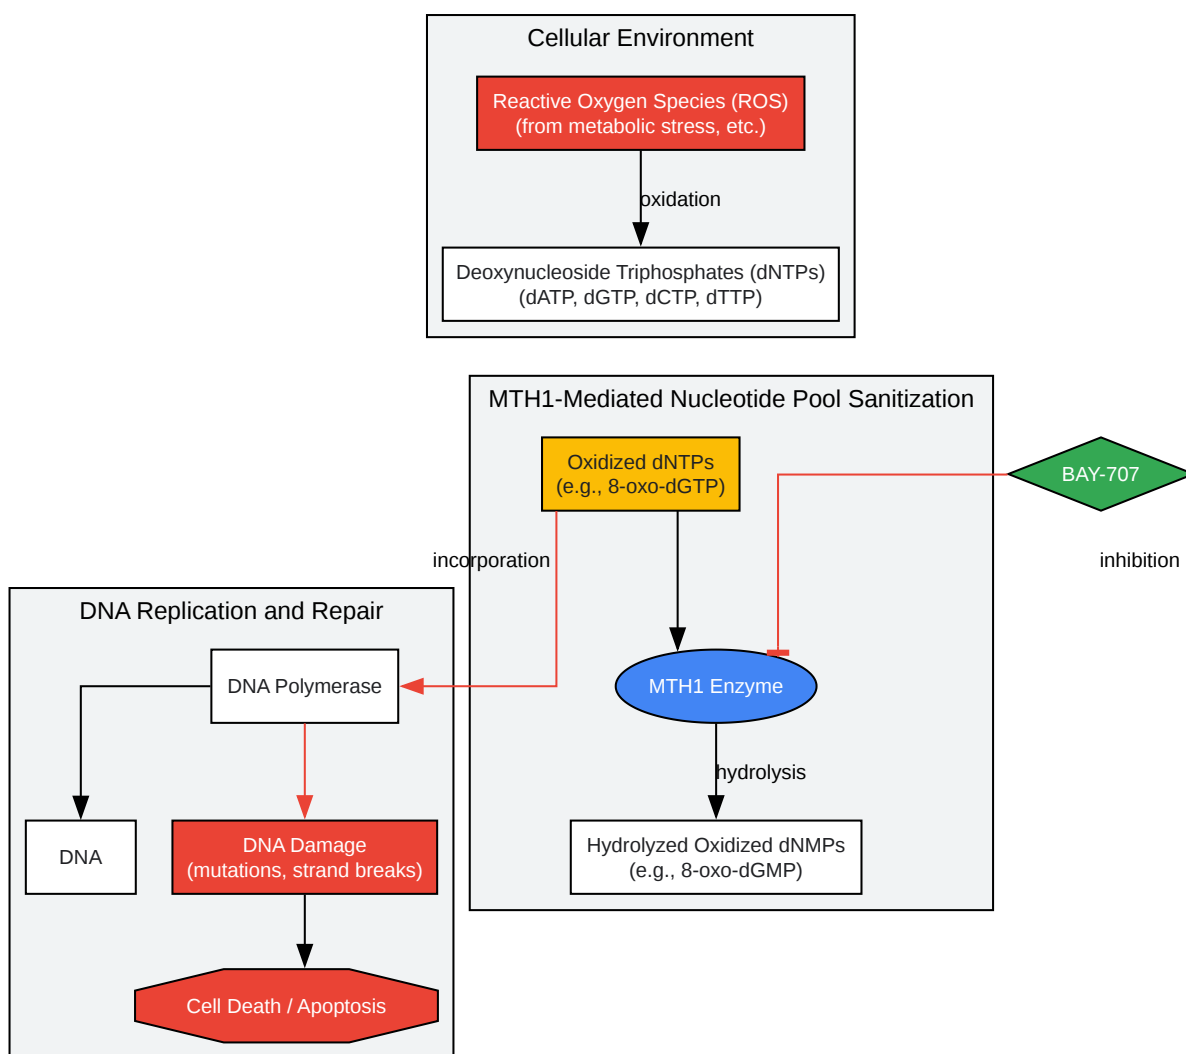 Cellular Environment
Reactive Oxygen Species (ROS)
(from metabolic stress, etc.)
oxidation
Deoxynucleoside Triphosphates (dNTPs)
(dATP, dGTP, dCTP, dTTP)
MTH1-Mediated Nucleotide Pool Sanitization
Oxidized dNTPs
(e.g., 8-oxo-dGTP)
BAY-707
incorporation
inhibition
DNA Replication and Repair
DNA Polymerase
MTH1 Enzyme
hydrolysis
DNA
DNA Damage
(mutations, strand breaks)
Hydrolyzed Oxidized dNMPs
(e.g., 8-oxo-dGMP)
Cell Death / Apoptosis